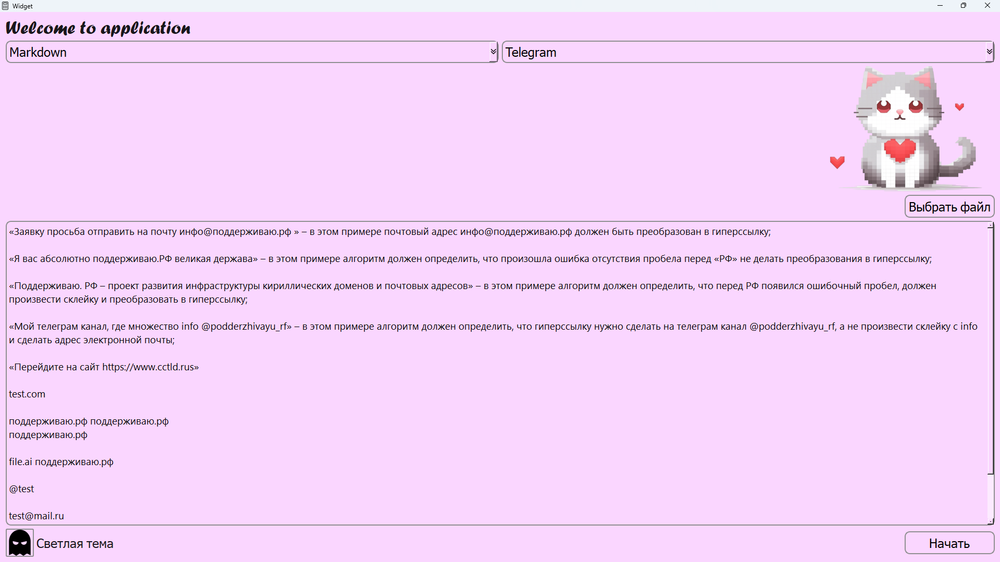 Widget
Welcome to application
Markdown
Telegram
Выбрать файл
«Заявку просьба отправить на почту инфо@поддерживаю.рф » – в этом примере почтовый адрес инфо@поддерживаю.рф должен быть преобразован в гиперссылку;
«Я вас абсолютно поддерживаю.РФ великая держава» – в этом примере алгоритм должен определить, что произошла ошибка отсутствия пробела перед «РФ» не делать преобразования в гиперссылку;
«Поддерживаю. РФ – проект развития инфраструктуры кириллических доменов и почтовых адресов» – в этом примере алгоритм должен определить, что перед РФ появился ошибочный пробел, должен
произвести склейку и преобразовать в гиперссылку;
«Мой телеграм канал, где множество info @podderzhivayu_rf» – в этом примере алгоритм должен определить, что гиперссылку нужно сделать на телеграм канал @podderzhivayu_rf, а не произвести склейку с info
и сделать адрес электронной почты;
«Перейдите на сайт https://www.cctld.rus»
test.com
поддерживаю.рф поддерживаю.рф
поддерживаю.рф
file.ai поддерживаю.рф
@test
test@mail.ru
Светлая тема
Начать